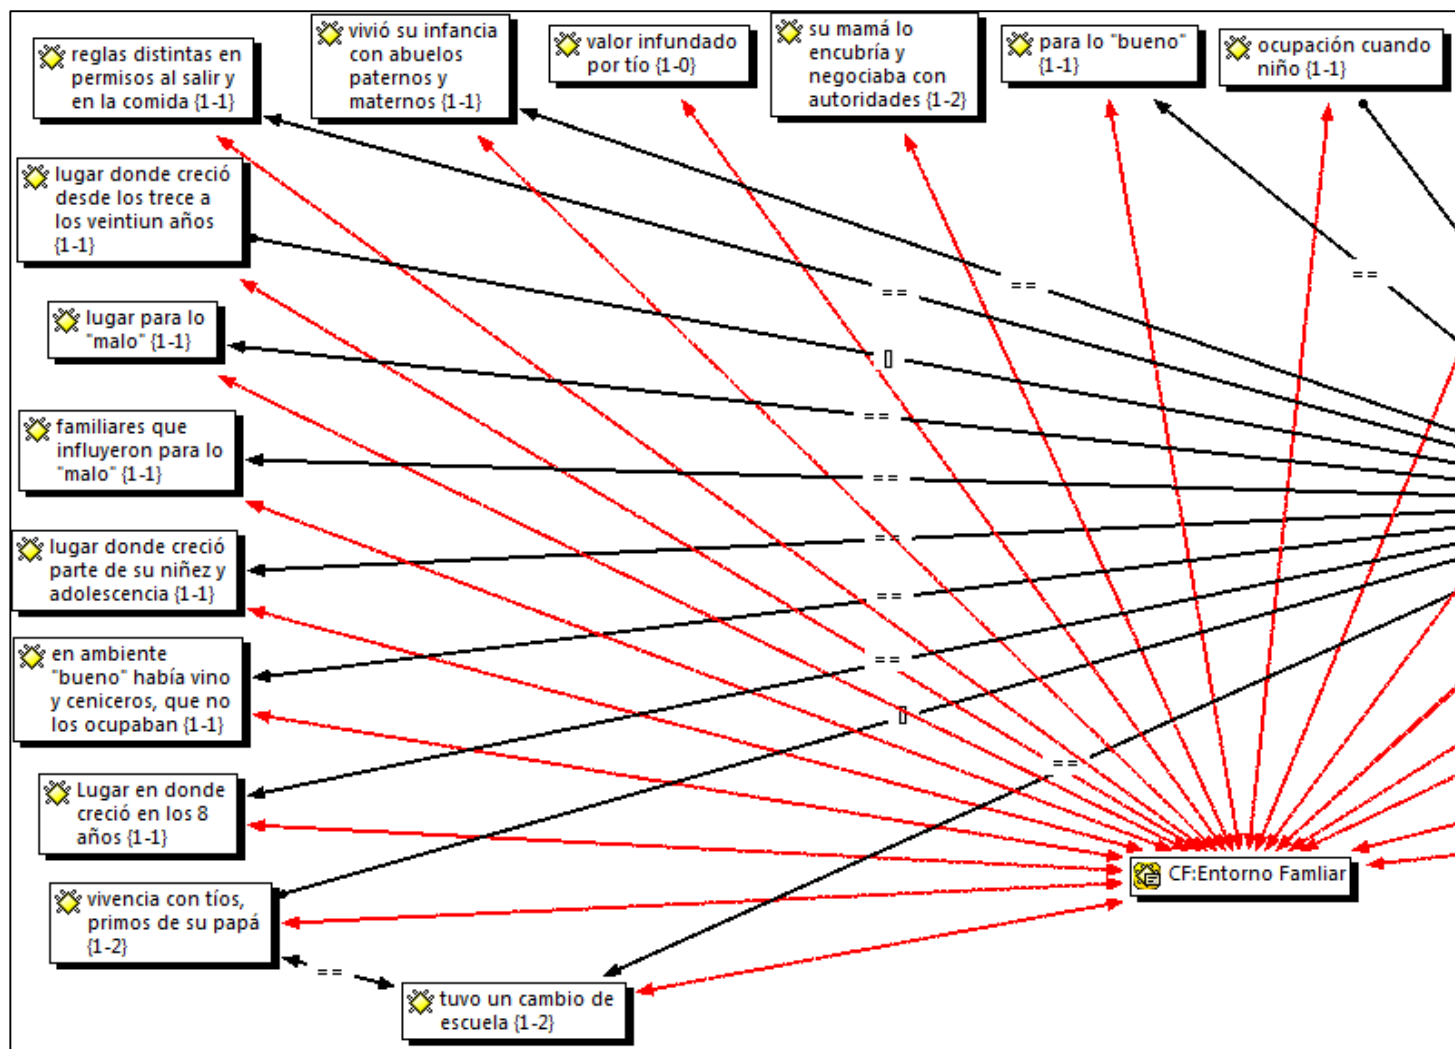 reglas distintas en
permisos al salir y
en la comida {1-1}
vivió su infancia
con abuelos
paternos y
maternos {1-1}
valor infundado
por tío {1-0}
su mamá lo
encubría y
negociaba con
autoridades {1-2}
para lo "bueno"
{1-1}
ocupación cuando
niño {1-1}
lugar donde creció
desde los trece a
los veintiun años
{1-1}
lugar para lo
"malo" {1-1}
familiares que
influyeron para lo
"malo" {1-1}
lugar donde creció
parte de su niñez y
adolescencia {1-1}
en ambiente
"bueno" había vino
y ceniceros, que no
los ocupaban {1-1}
Lugar en donde
creció en los 8
años {1-1}
vivencia con tíos,
primos de su papá
{1-2}
tuvo un cambio de
escuela {1-2}
CF:Entorno Famliar
==
==
==
[]
==
==
==
==
==
[]
==
==